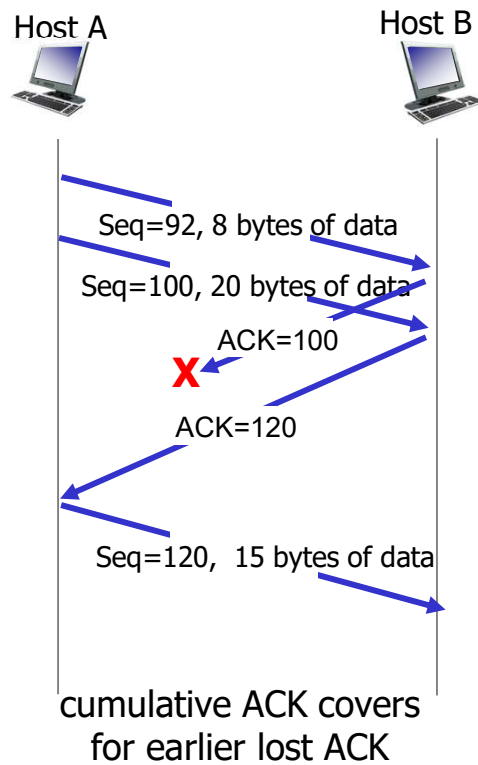 Host A
Host B
Seq=92, 8 bytes of data
Seq=100, 20 bytes of data
ACK=100
X
ACK=120
Seq=120, 15 bytes of data
cumulative ACK covers
for earlier lost ACK